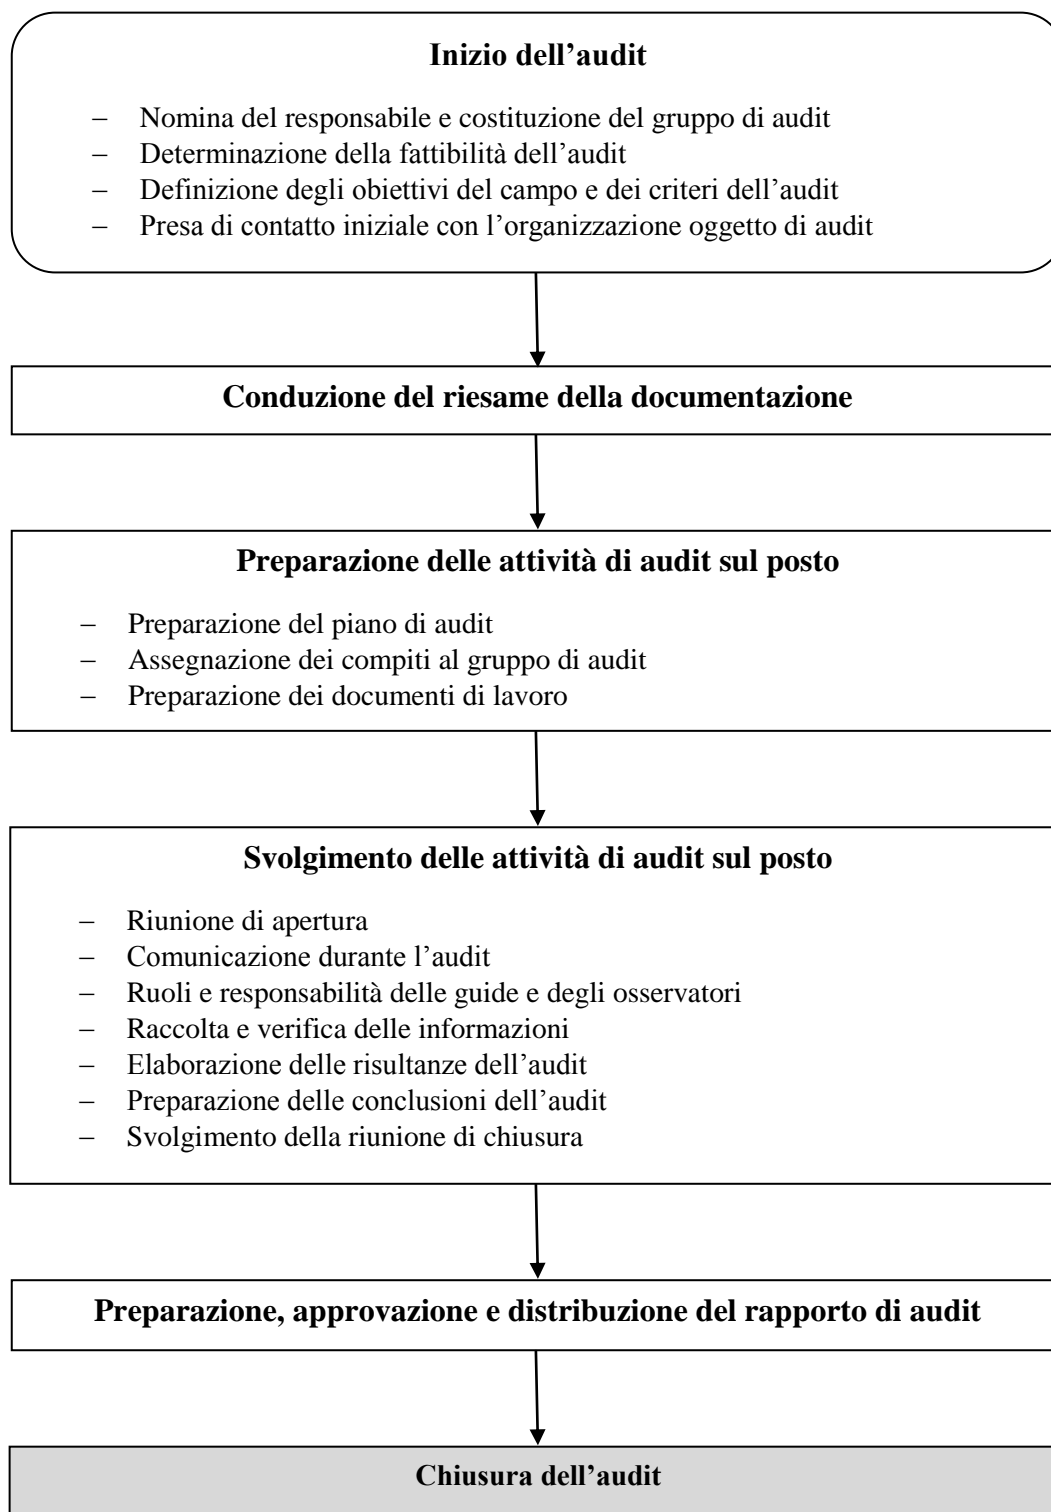 Inizio dell’audit
– Nomina del responsabile e costituzione del gruppo di audit
– Determinazione della fattibilità dell’audit
– Definizione degli obiettivi del campo e dei criteri dell’audit
– Presa di contatto iniziale con l’organizzazione oggetto di audit
Conduzione del riesame della documentazione
Preparazione delle attività di audit sul posto
– Preparazione del piano di audit
– Assegnazione dei compiti al gruppo di audit
– Preparazione dei documenti di lavoro
Svolgimento delle attività di audit sul posto
– Riunione di apertura
– Comunicazione durante l’audit
– Ruoli e responsabilità delle guide e degli osservatori
– Raccolta e verifica delle informazioni
– Elaborazione delle risultanze dell’audit
– Preparazione delle conclusioni dell’audit
– Svolgimento della riunione di chiusura
Preparazione, approvazione e distribuzione del rapporto di audit
Chiusura dell’audit